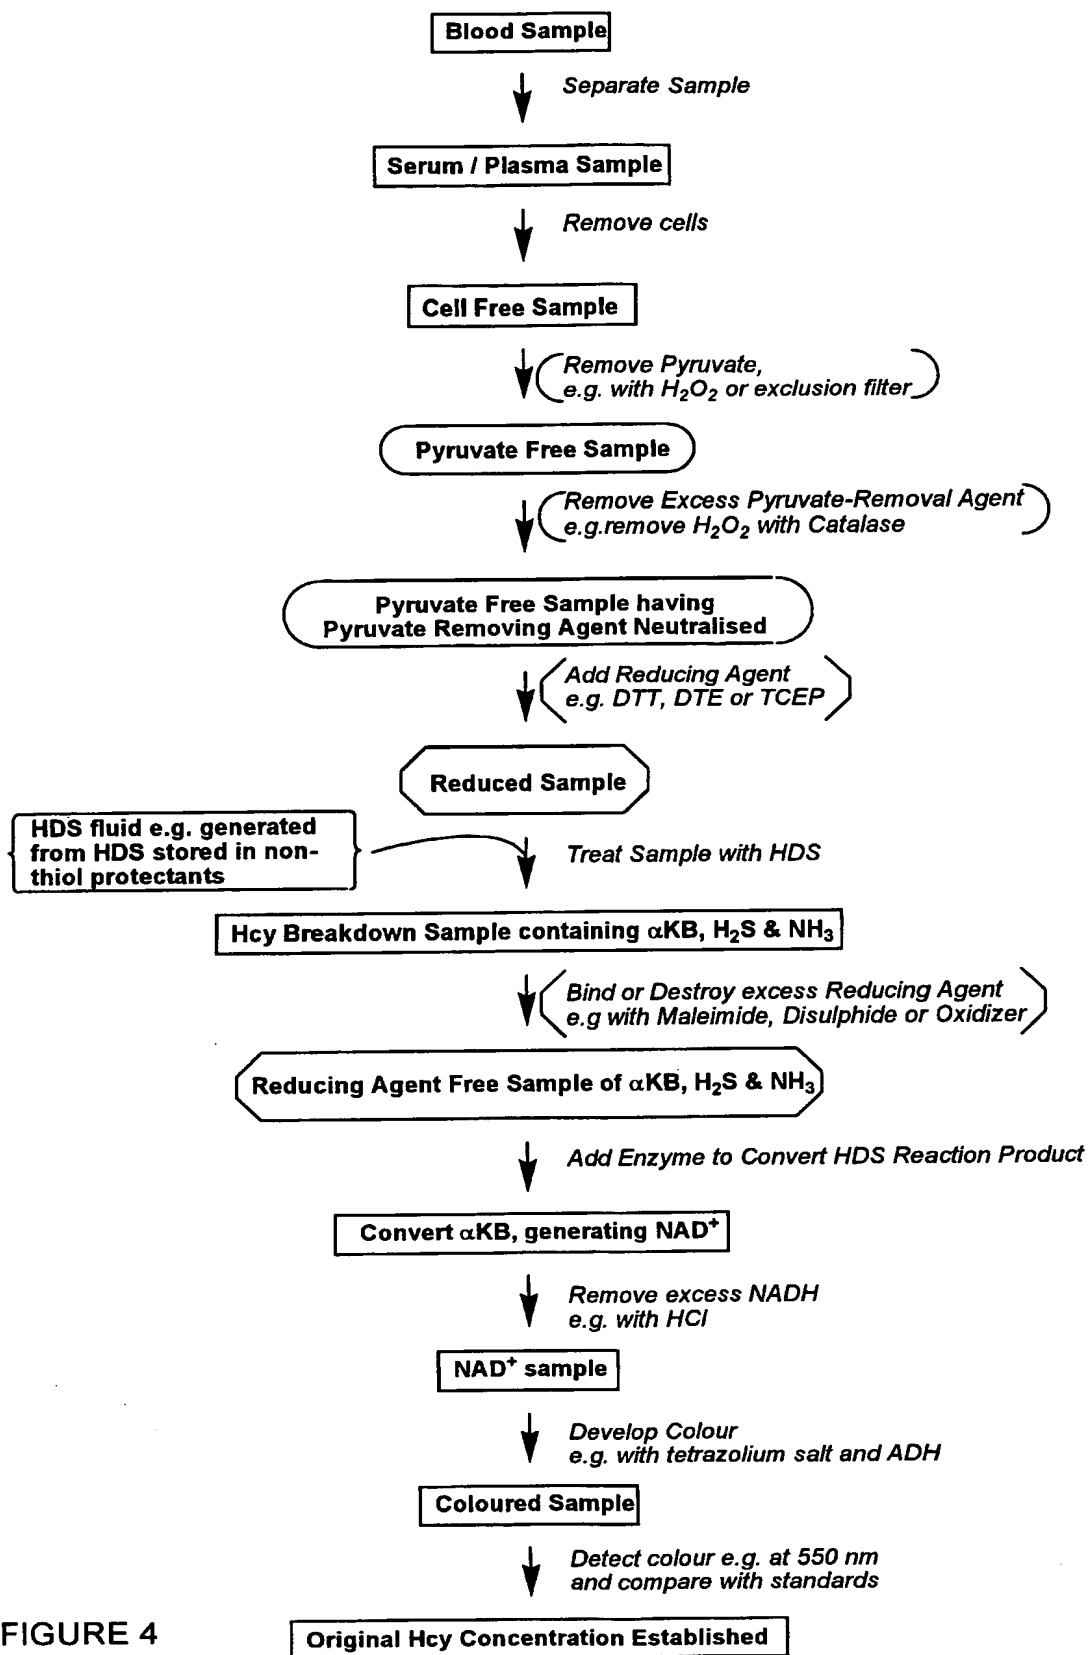 Blood Sample
Separate Sample
Serum / Plasma Sample
Remove cells
Cell Free Sample
Remove Pyruvate,
e.g. with H₂O₂ or exclusion filter
Pyruvate Free Sample
Remove Excess Pyruvate-Removal Agent
e.g.remove H₂O₂ with Catalase
Pyruvate Free Sample having
Pyruvate Removing Agent Neutralised
Add Reducing Agent
e.g. DTT, DTE or TCEP
Reduced Sample
HDS fluid e.g. generated
from HDS stored in non-
thiol protectants
Treat Sample with HDS
Hcy Breakdown Sample containing αKB, H₂S & NH₃
Bind or Destroy excess Reducing Agent
e.g with Maleimide, Disulphide or Oxidizer
Reducing Agent Free Sample of αKB, H₂S & NH₃
Add Enzyme to Convert HDS Reaction Product
Convert αKB, generating NAD⁺
Remove excess NADH
e.g. with HCl
NAD⁺ sample
Develop Colour
e.g. with tetrazolium salt and ADH
Coloured Sample
Detect colour e.g. at 550 nm
and compare with standards
FIGURE 4
Original Hcy Concentration Established